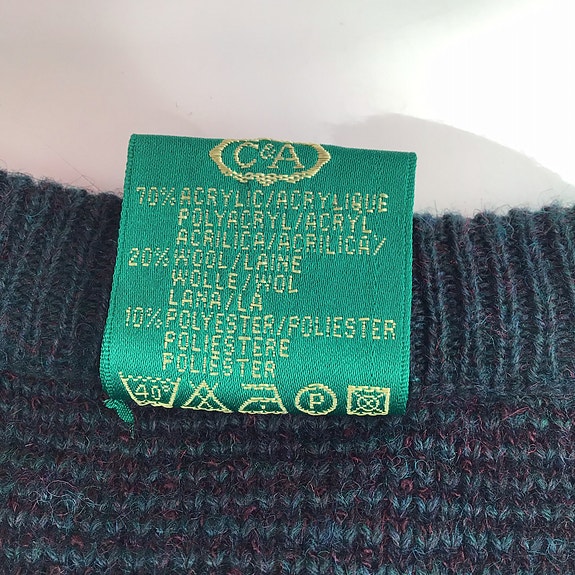 C&A
70% ACRYLIC/ACRYLIQUE
POLYACRYL/ACRYL
ACRILICA/ACRILICA/
20% WOOL/LAINE
WOLLE/WOL
LANA/LA
10% POLYESTER/POLIESTER
POLIESTERE
POLIESTER
40°
P